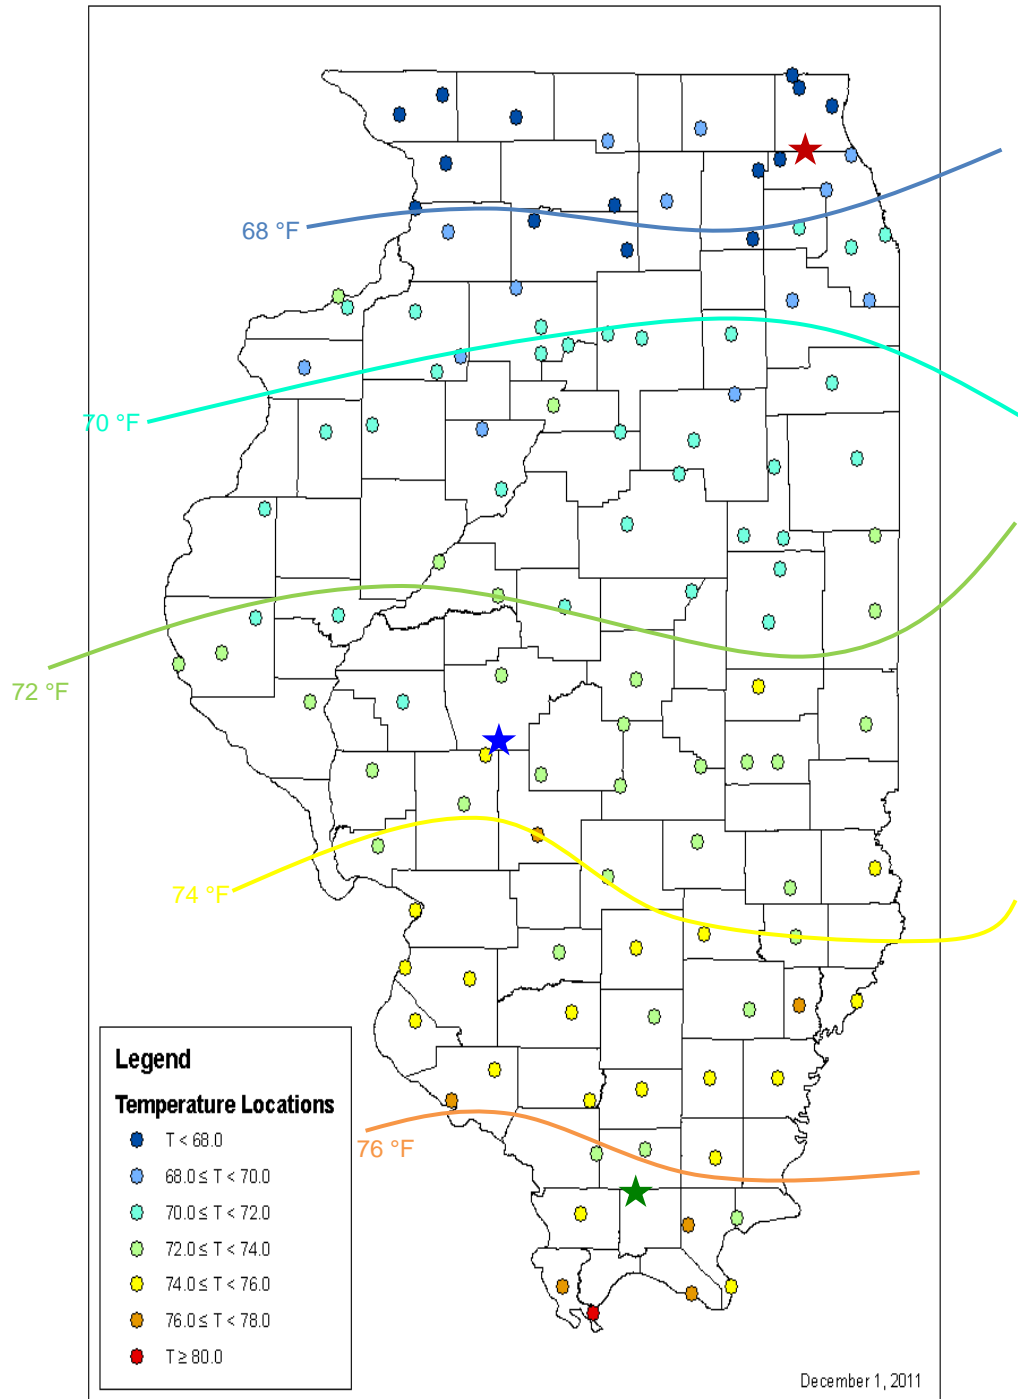 68 °F
70 °F
72 °F
74 °F
76 °F
Legend
Temperature Locations
T < 68.0
68.0 ≤ T < 70.0
70.0 ≤ T < 72.0
72.0 ≤ T < 74.0
74.0 ≤ T < 76.0
76.0 ≤ T < 78.0
T ≥ 80.0
December 1, 2011